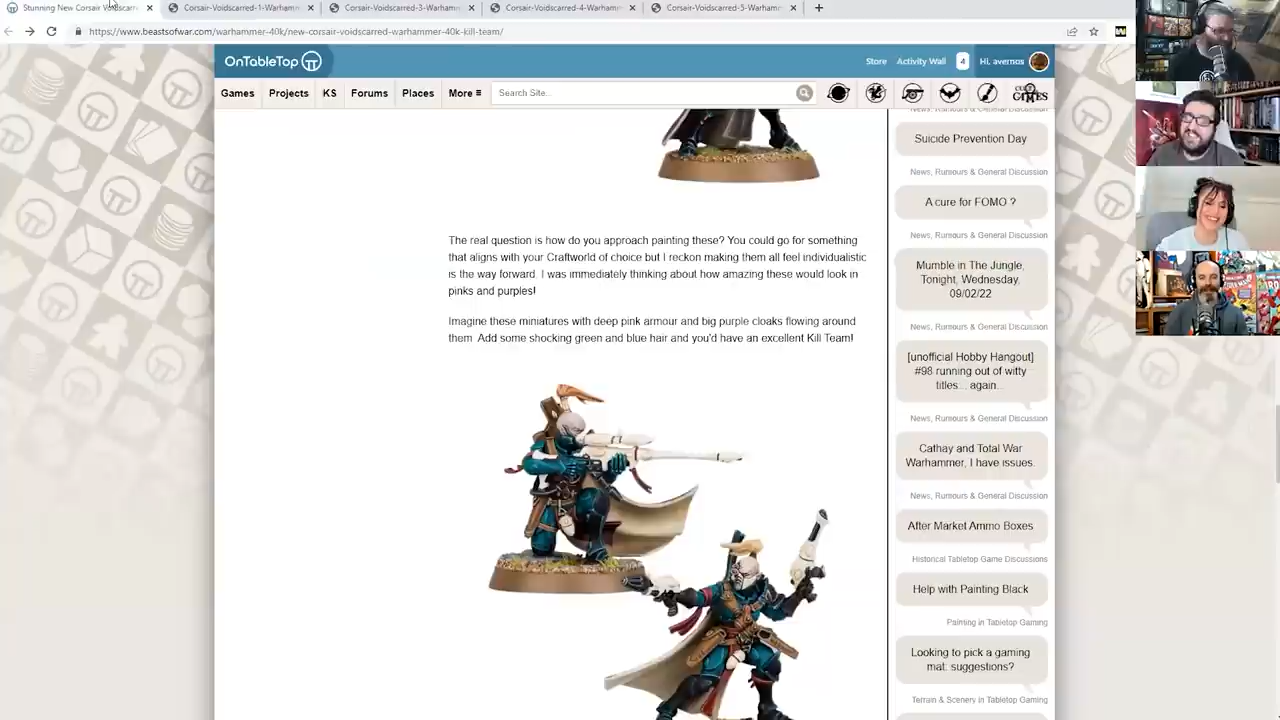 Stunning New Corsair Voidscarre
Corsair-Voidscarred-1-Warhamm
Corsair-Voidscarred-3-Warhamm
Corsair-Voidscarred-4-Warhamm
Corsair-Voidscarred-5-Warhamm
https://www.beastsofwar.com/warhammer-40k/new-corsair-voidscarred-warhammer-40k-kill-team/
OnTableTop
Store
Activity Wall
4
Hi, avernos
Games
Projects
KS
Forums
Places
More
Search Site...
News, Rumours & General Discussion
Suicide Prevention Day
News, Rumours & General Discussion
A cure for FOMO ?
News, Rumours & General Discussion
Mumble in The Jungle,
Tonight, Wednesday,
09/02/22
News, Rumours & General Discussion
[unofficial Hobby Hangout]
#98 running out of witty
titles... again...
News, Rumours & General Discussion
Cathay and Total War
Warhammer, I have issues.
News, Rumours & General Discussion
After Market Ammo Boxes
Historical Tabletop Game Discussions
Help with Painting Black
Painting in Tabletop Gaming
Looking to pick a gaming
mat: suggestions?
Terrain & Scenery in Tabletop Gaming
The real question is how do you approach painting these? You could go for something
that aligns with your Craftworld of choice but I reckon making them all feel individualistic
is the way forward. I was immediately thinking about how amazing these would look in
pinks and purples!
Imagine these miniatures with deep pink armour and big purple cloaks flowing around
them Add some shocking green and blue hair and you'd have an excellent Kill Team!